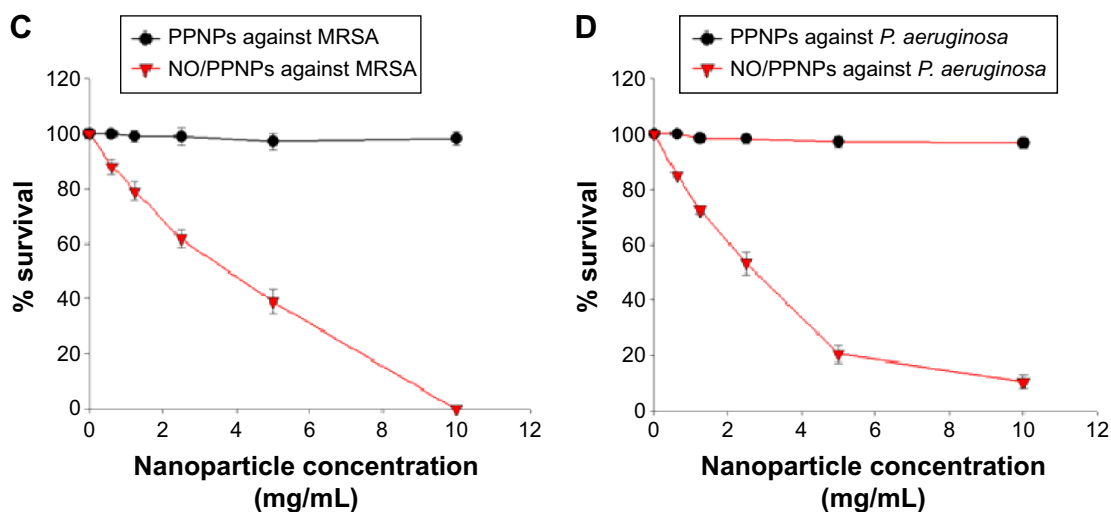 C
PPNPs against MRSA
NO/PPNPs against MRSA
120
100
80
60
40
20
0
% survival
0 2 4 6 8 10 12
Nanoparticle concentration
(mg/mL)
D
PPNPs against P. aeruginosa
NO/PPNPs against P. aeruginosa
120
100
80
60
40
20
0
% survival
0 2 4 6 8 10 12
Nanoparticle concentration
(mg/mL)